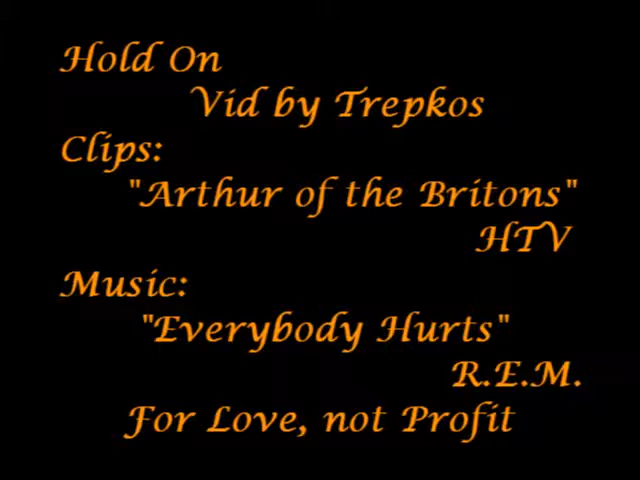 Hold On
Vid by Trepkos
Clips:
"Arthur of the Britons"
HTV
Music:
"Everybody Hurts"
R.E.M.
For Love, not Profit